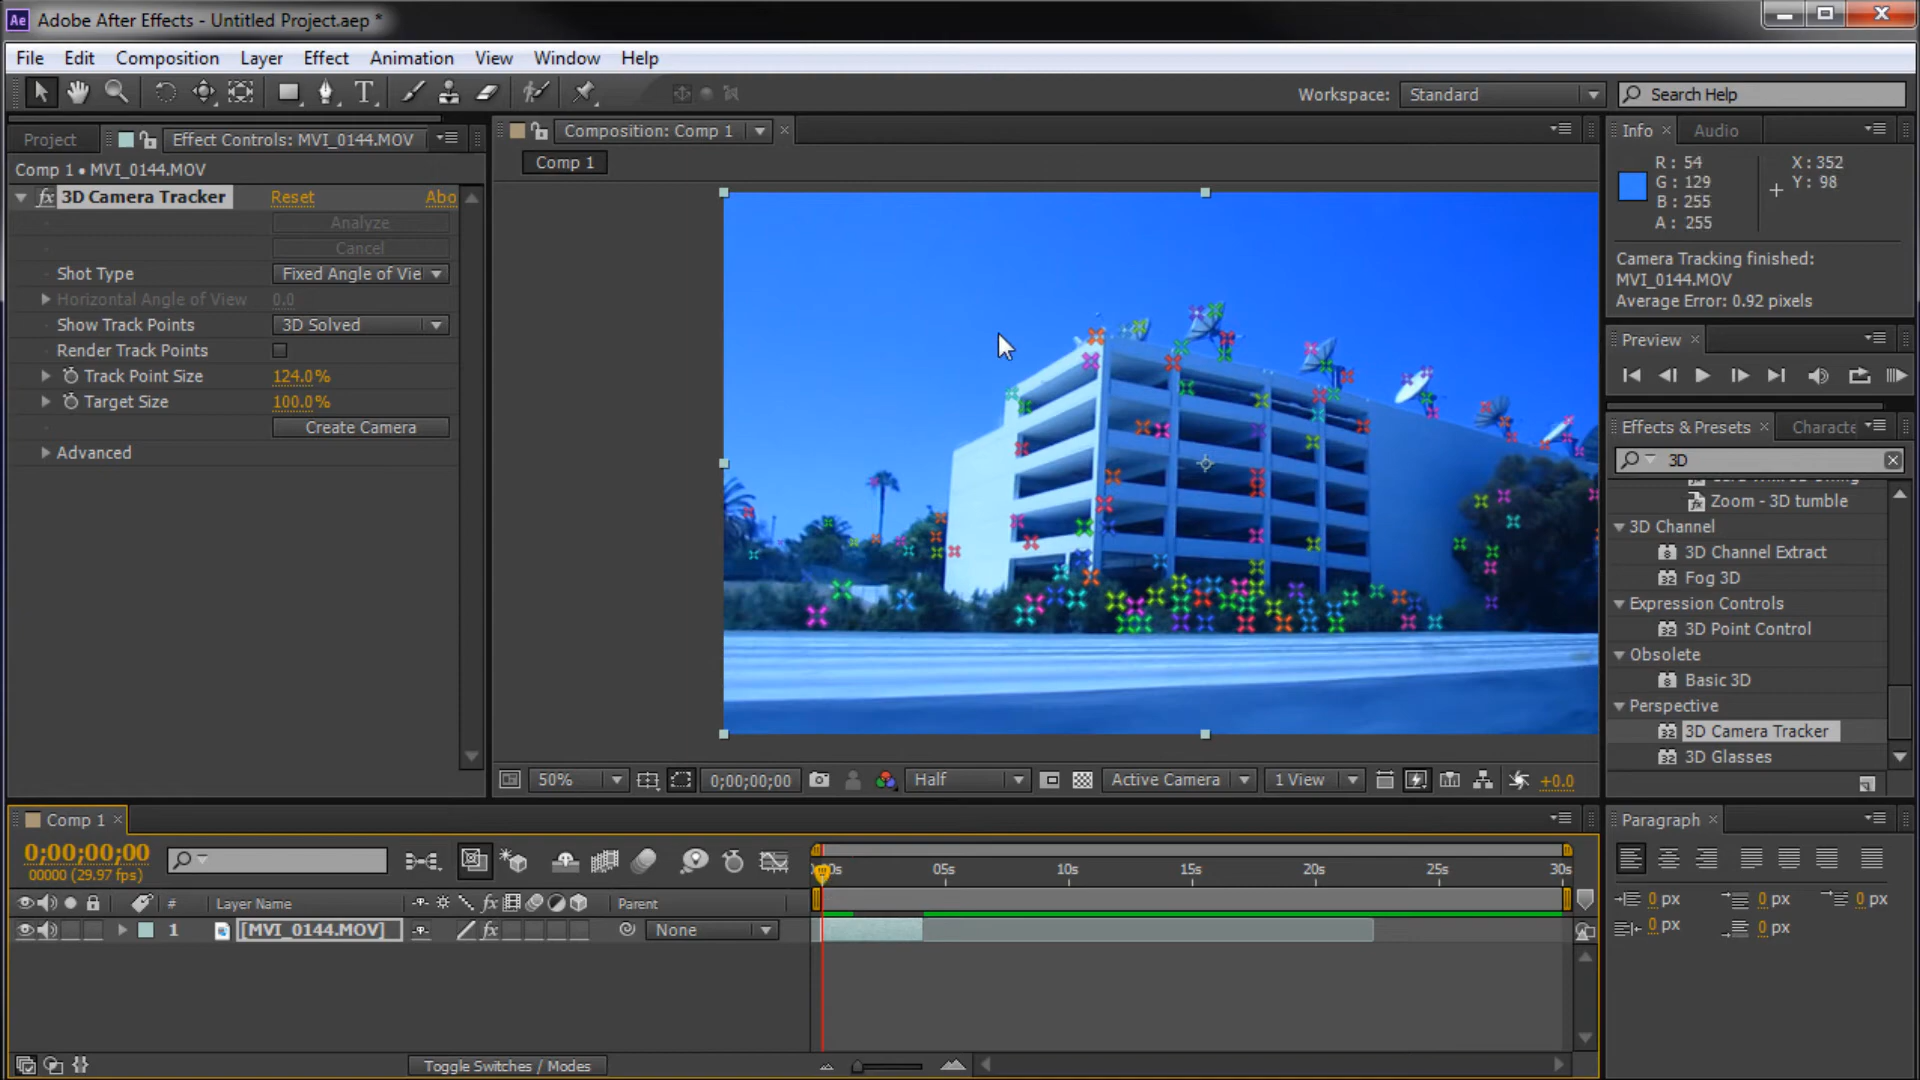 Ae Adobe After Effects - Untitled Project.aep *
File Edit Composition Layer Effect Animation View Window Help
Workspace: Standard Search Help
Project Effect Controls: MVI_0144.MOV
Comp 1 • MVI_0144.MOV
fx 3D Camera Tracker Reset Abo
Analyze
Cancel
Shot Type Fixed Angle of Vie
Horizontal Angle of View 0.0
Show Track Points 3D Solved
Render Track Points
Track Point Size 124.0%
Target Size 100.0%
Create Camera
Advanced
Composition: Comp 1
Comp 1
50% 0;00;00;00 Half Active Camera 1 View +0.0
Info Audio
R: 54 X: 352
G: 129 Y: 98
B: 255
A: 255
Camera Tracking finished:
MVI_0144.MOV
Average Error: 0.92 pixels
Preview
Effects & Presets Characte
3D
Zoom - 3D tumble
3D Channel
3D Channel Extract
Fog 3D
Expression Controls
3D Point Control
Obsolete
Basic 3D
Perspective
3D Camera Tracker
3D Glasses
Comp 1
0;00;00;00
00000 (29.97 fps)
05s 10s 15s 20s 25s 30s
# Layer Name fx Parent
1 [MVI_0144.MOV] fx None
Toggle Switches / Modes
Paragraph
0 px 0 px 0 px
0 px 0 px